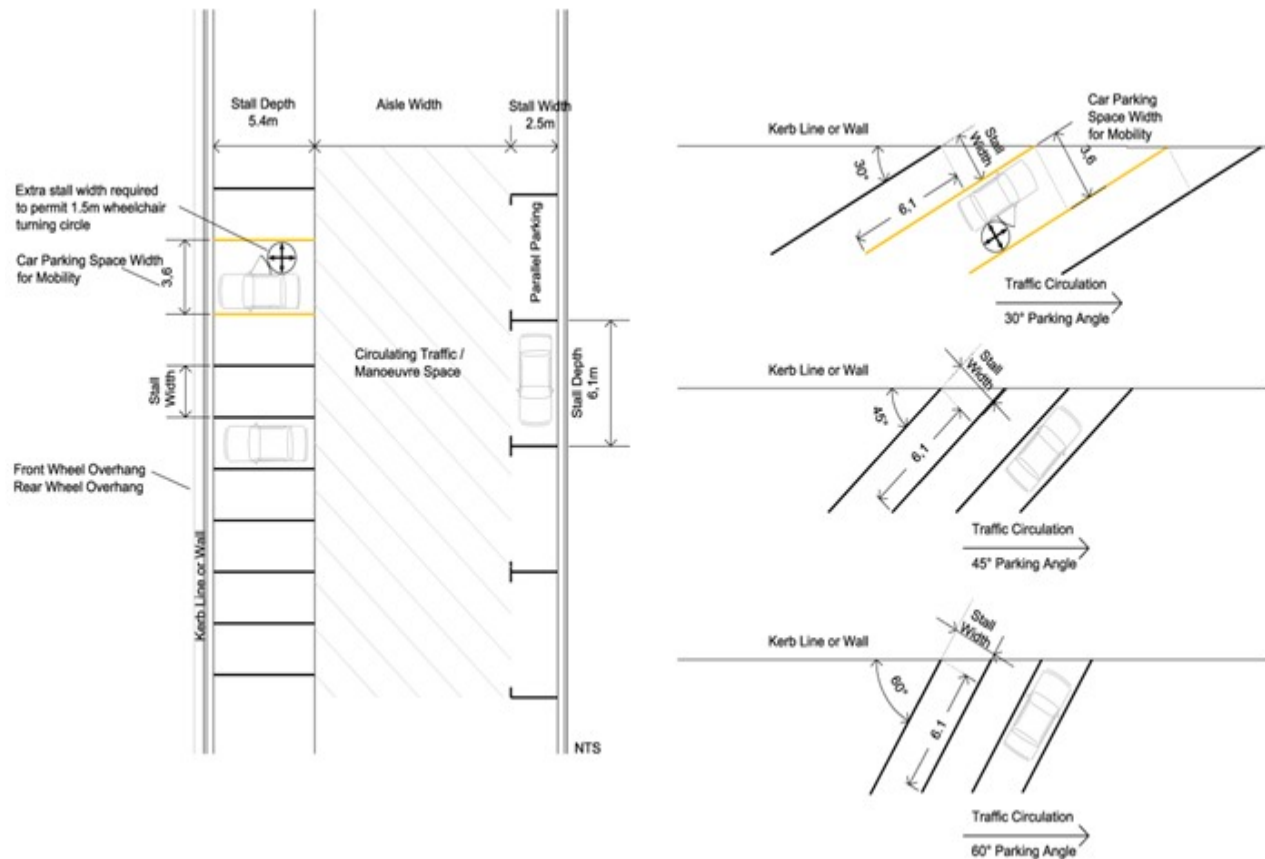 Stall Depth
5.4m
Aisle Width
Stall Width
2.5m
Extra stall width required
to permit 1.5m wheelchair
turning circle
Car Parking Space Width
for Mobility
3,6
Parallel Parking
Circulating Traffic /
Manoeuvre Space
Stall
Width
Stall Depth
6,1m
Front Wheel Overhang
Rear Wheel Overhang
Kerb Line or Wall
NTS
Car Parking
Space Width
for Mobility
Kerb Line or Wall
Stall
Width
30°
3,6
6,1
Traffic Circulation
30° Parking Angle
Kerb Line or Wall
Stall
Width
45°
6,1
Traffic Circulation
45° Parking Angle
Kerb Line or Wall
Stall
Width
60°
6.1
Traffic Circulation
60° Parking Angle